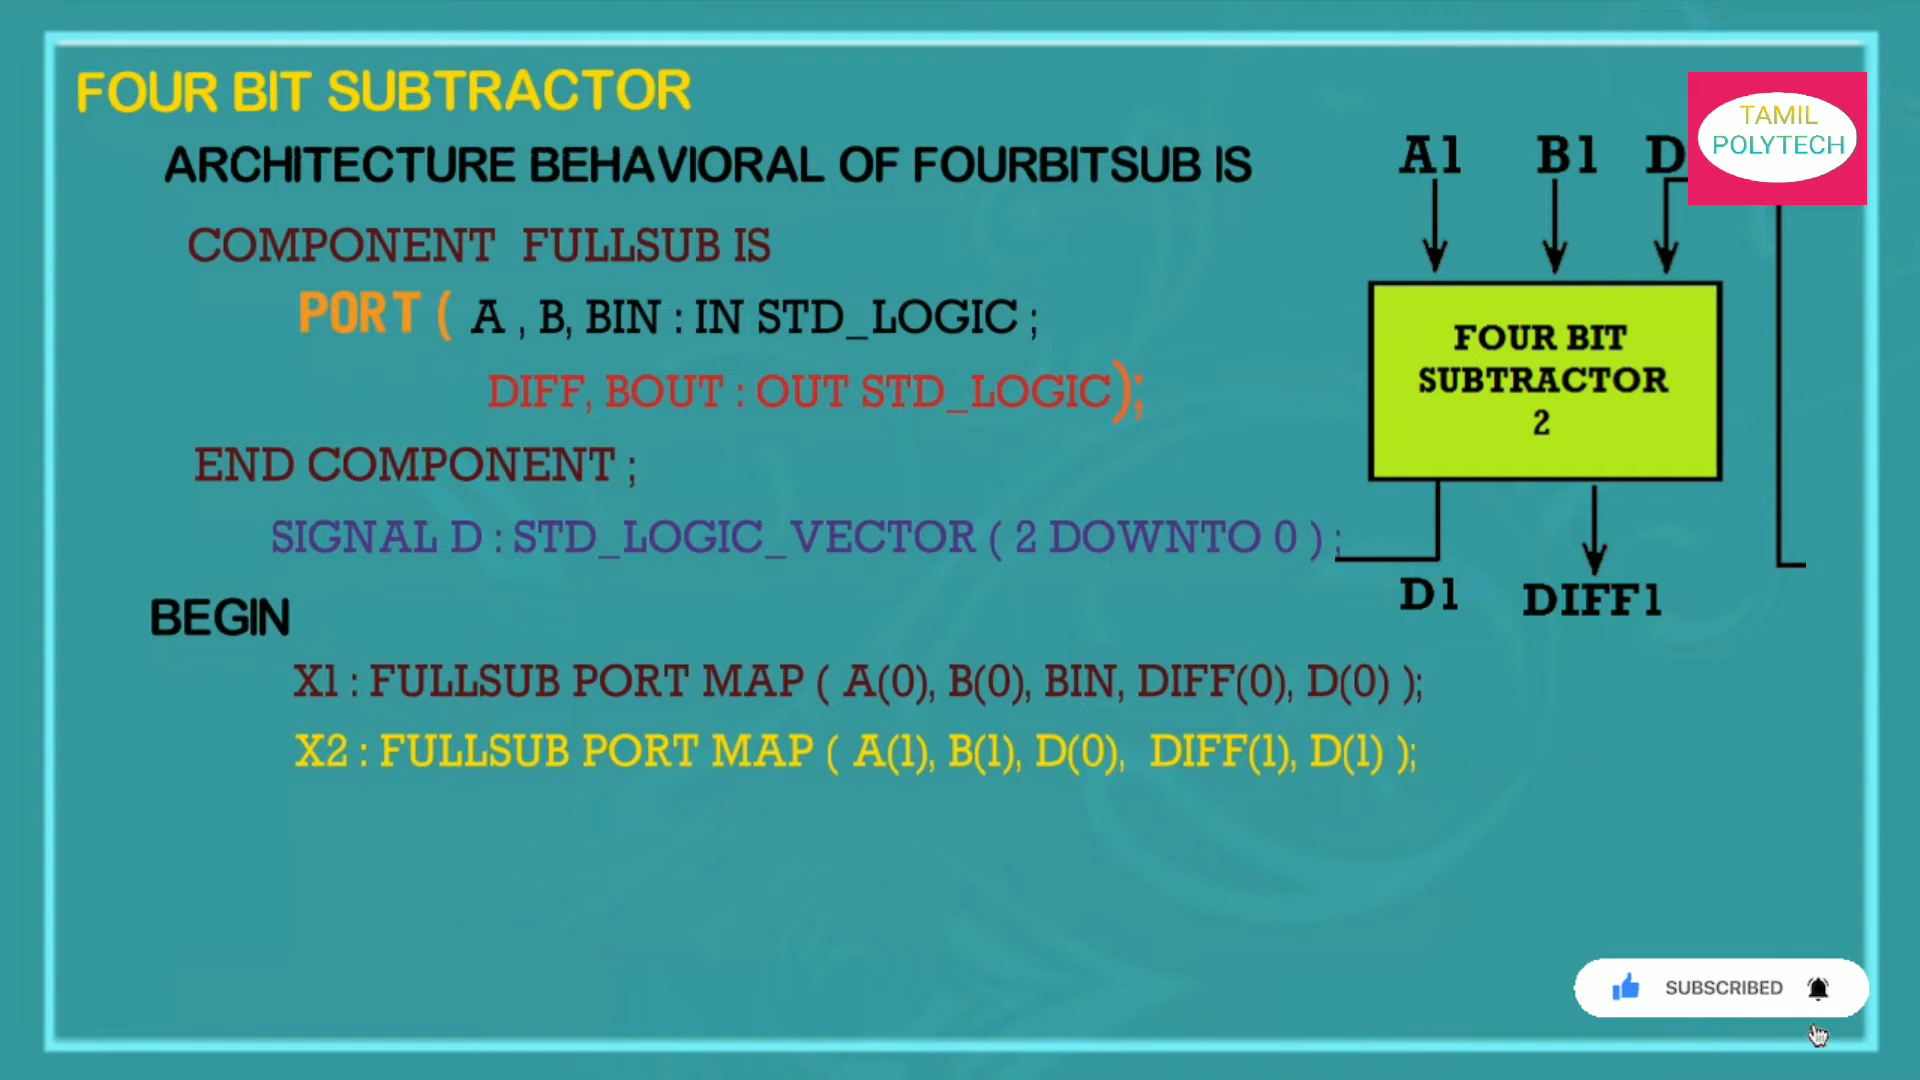 FOUR BIT SUBTRACTOR
ARCHITECTURE BEHAVIORAL OF FOURBITSUB IS
COMPONENT FULLSUB IS
PORT ( A , B, BIN : IN STD_LOGIC ;
DIFF, BOUT : OUT STD_LOGIC);
END COMPONENT ;
SIGNAL D : STD_LOGIC_VECTOR ( 2 DOWNTO 0 ) ;
BEGIN
X1 : FULLSUB PORT MAP ( A(0), B(0), BIN, DIFF(0), D(0) );
X2 : FULLSUB PORT MAP ( A(1), B(1), D(0), DIFF(1), D(1) );
TAMIL
POLYTECH
A1 B1 D
FOUR BIT
SUBTRACTOR
2
D1 DIFF1
SUBSCRIBED